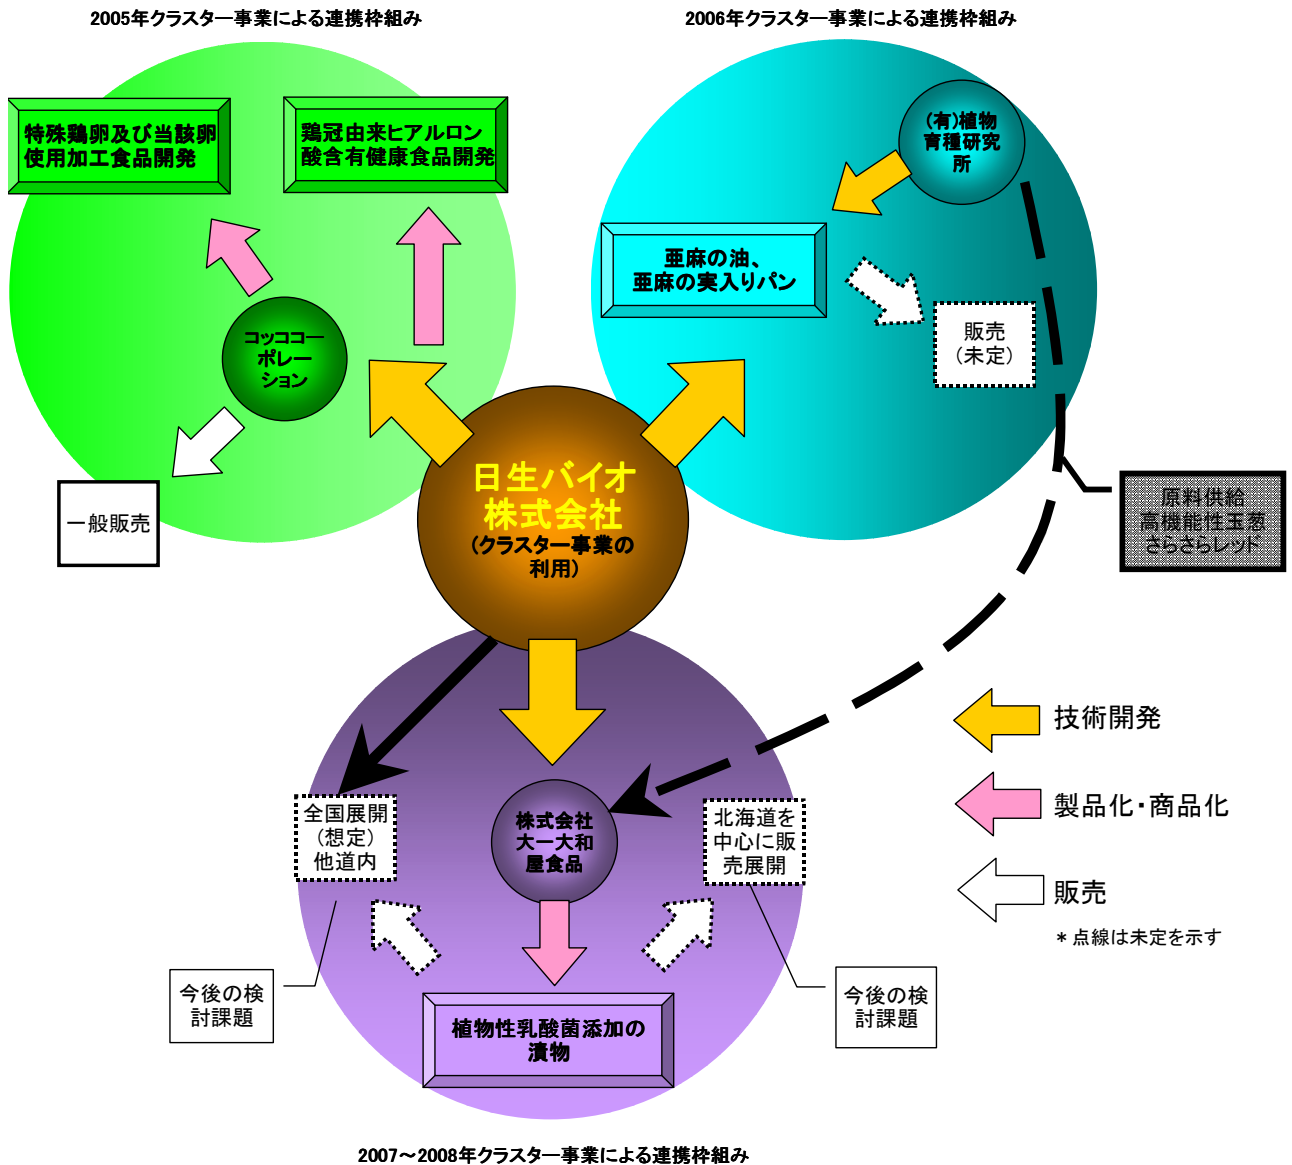 2005年クラスター事業による連携枠組み
2006年クラスター事業による連携枠組み
特殊鶏卵及び当該卵
使用加工食品開発
鶏冠由来ヒアルロン
酸含有健康食品開発
(有)植物
育種研究
所
亜麻の油、
亜麻の実入りパン
販売
(未定)
コッココー
ポレー
ション
一般販売
日生バイオ
株式会社
(クラスター事業の
利用)
原料供給
高機能性玉葱
さらさらレッド
全国展開
(想定)
他道内
株式会社
大一大和
屋食品
北海道を
中心に販
売展開
今後の検
討課題
今後の検
討課題
植物性乳酸菌添加の
漬物
技術開発
製品化・商品化
販売
*点線は未定を示す
2007~2008年クラスター事業による連携枠組み